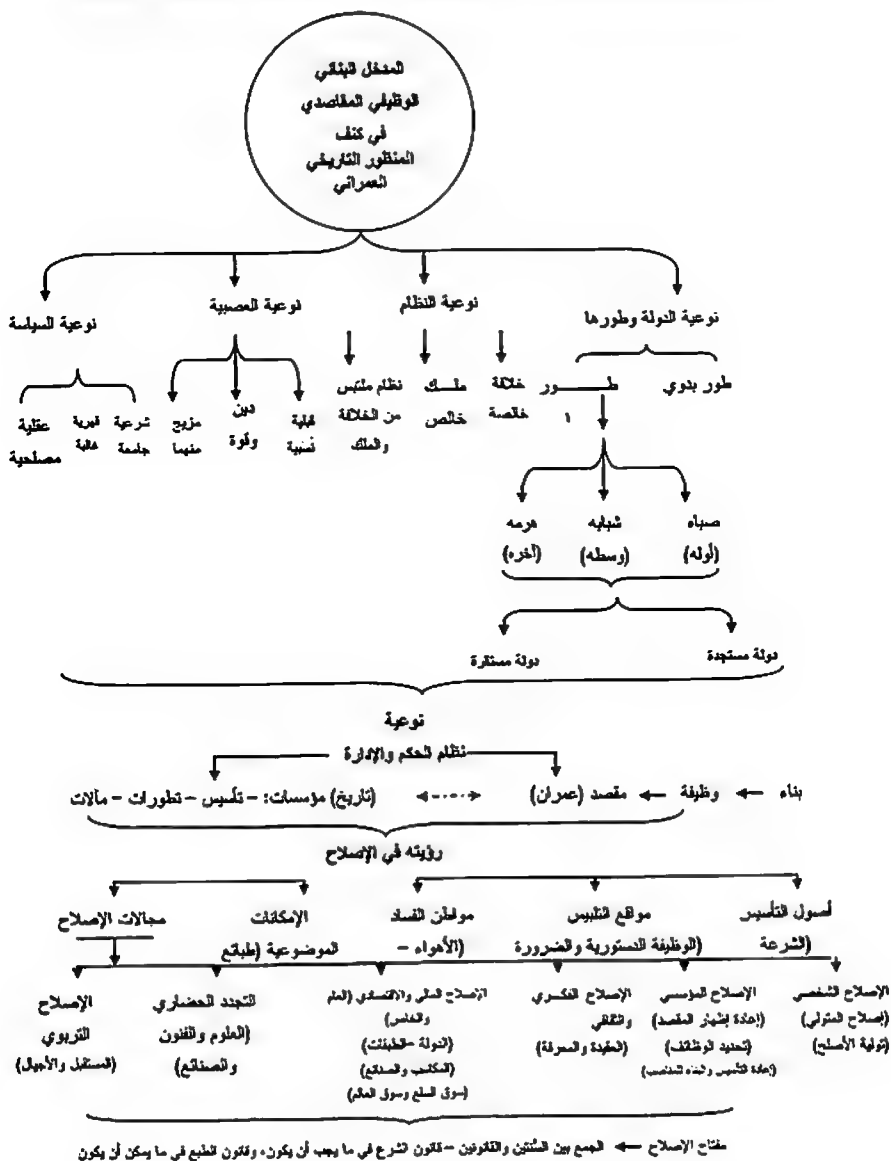 المدخل البنائي
الوظيفي المقاصدي
في كنف
المنظور التاريخي
العمراني
نوعية الدولة وطورها
نوعية النظام
نوعية العصبية
نوعية السياسة
طور بدوي
طـــــور
١
خلافة
خالصة
ملـــك
خالص
نظام ملتبس
من الخلافة
والملك
قبلية
نسبية
دين
وقوة
مزيج
منهما
شرعية
جامعة
قهرية
غالبة
عقلية
مصلحية
صباه
(أوله)
شبابه
(وسطه)
هرمه
(آخره)
دولة مستجدة
دولة مستقرة
نوعية
نظام الحكم والإدارة
بناء
وظيفة
مقصد (عمران)
(تاريخ) مؤسسات: – تأسيس – تطورات – مآلات
رؤيته في الإصلاح
أصول التأسيس
(الشرعة
مواقع التلبيس
(الوظيفة الدستورية والضرورة
مواطن الفساد
(الأهواء –
الإمكانات
الموضوعية (طبائع
مجالات الإصلاح
الإصلاح الشخصي
(إصلاح المتولي)
(تولية الأصلح)
الإصلاح المؤسسي
(إعادة إظهار المقصد)
(تحديد الوظائف)
(إعادة التأسيس والبناء المناسب)
الإصلاح الفكري
والثقافي
(العقيدة والمعرفة)
الإصلاح المالي والاقتصادي (العام
والخاص)
(الدولة –الطبقات)
(المكاسب والصنائع)
(سوق السلع وسوق العالم)
التجدد الحضاري
(العلوم والفنون
والصنائع)
الإصلاح
التربوي
(المستقبل والأجيال)
مفتاح الإصلاح ← الجمع بين السُنتين والقانونين – قانون الشرع في ما يجب أن يكون، وقانون الطبع في ما يمكن أن يكون